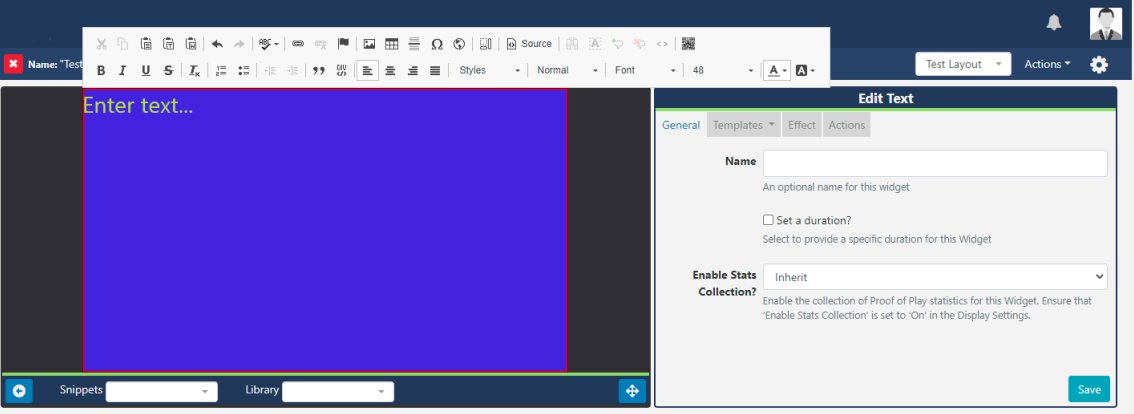 Source
Name: "Test
Styles Normal Font 48
Test Layout Actions
Enter text...
Edit Text
General Templates Effect Actions
Name
An optional name for this widget
Set a duration?
Select to provide a specific duration for this Widget
Enable Stats
Collection?
Inherit
Enable the collection of Proof of Play statistics for this Widget. Ensure that
'Enable Stats Collection' is set to 'On' in the Display Settings.
Snippets Library
Save